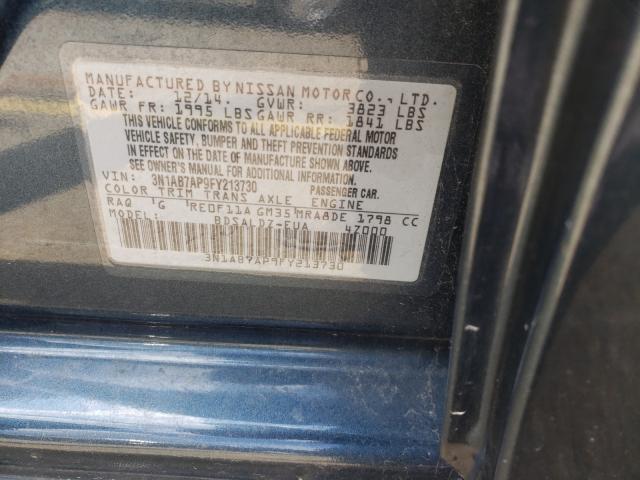 MANUFACTURED BY NISSAN MOTOR CO., LTD.
DATE: 12/14. GVWR: 3823 LBS
GAWR FR: 1995 LBS GAWR RR: 1841 LBS
THIS VEHICLE CONFORMS TO ALL APPLICABLE FEDERAL MOTOR
VEHICLE SAFETY, BUMPER AND THEFT PREVENTION STANDARDS
IN EFFECT ON THE DATE OF MANUFACTURE SHOWN ABOVE.
SEE OWNER'S MANUAL FOR ADDITIONAL INFORMATION.
VIN: 3N1AB7AP9FY213730 PASSENGER CAR.
COLOR TRIM TRANS AXLE ENGINE
RAQ G RE0F11A GM35 MRA8DE 1798 CC
MODEL: BDSALDZ-EUA 47000
3N1AB7AP9FY213730